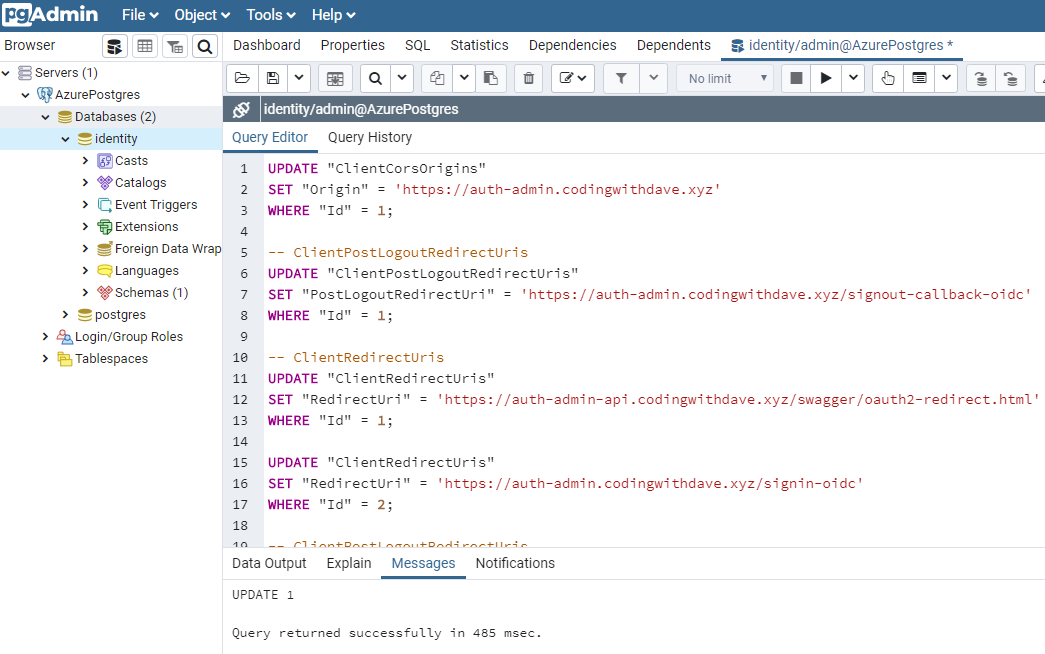 pgAdmin File Object Tools Help
Browser
Dashboard Properties SQL Statistics Dependencies Dependents identity/admin@AzurePostgres *
Servers (1)
AzurePostgres
Databases (2)
identity
Casts
Catalogs
Event Triggers
Extensions
Foreign Data Wrap
Languages
Schemas (1)
postgres
Login/Group Roles
Tablespaces
No limit
identity/admin@AzurePostgres
Query Editor Query History
1 UPDATE "ClientCorsOrigins"
2 SET "Origin" = 'https://auth-admin.codingwithdave.xyz'
3 WHERE "Id" = 1;
4
5 -- ClientPostLogoutRedirectUris
6 UPDATE "ClientPostLogoutRedirectUris"
7 SET "PostLogoutRedirectUri" = 'https://auth-admin.codingwithdave.xyz/signout-callback-oidc'
8 WHERE "Id" = 1;
9
10 -- ClientRedirectUris
11 UPDATE "ClientRedirectUris"
12 SET "RedirectUri" = 'https://auth-admin-api.codingwithdave.xyz/swagger/oauth2-redirect.html'
13 WHERE "Id" = 1;
14
15 UPDATE "ClientRedirectUris"
16 SET "RedirectUri" = 'https://auth-admin.codingwithdave.xyz/signin-oidc'
17 WHERE "Id" = 2;
18
19 -- ClientPostLogoutRedirectUris
Data Output Explain Messages Notifications
UPDATE 1
Query returned successfully in 485 msec.